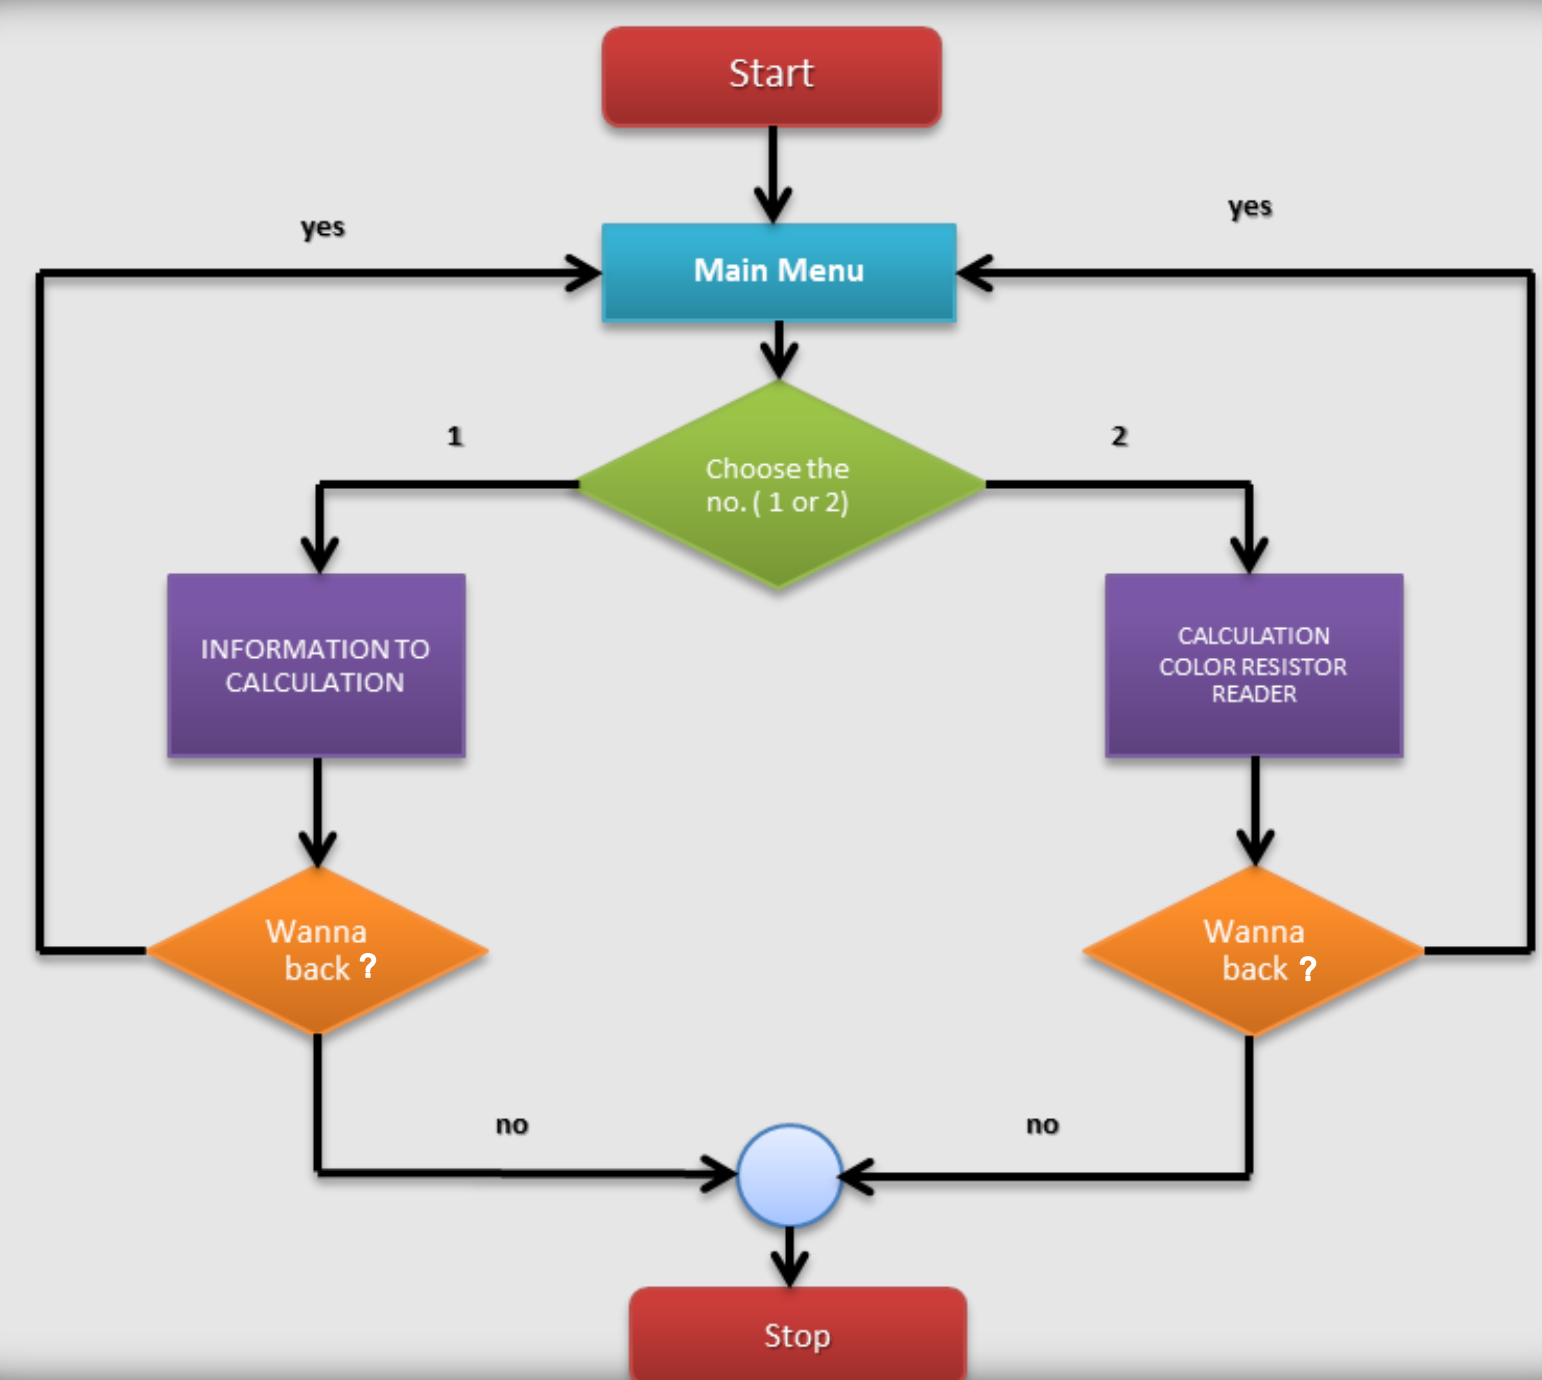 Start
yes
yes
Main Menu
1
2
Choose the
no. ( 1 or 2)
INFORMATION TO
CALCULATION
CALCULATION
COLOR RESISTOR
READER
Wanna
back ?
Wanna
back ?
no
no
Stop